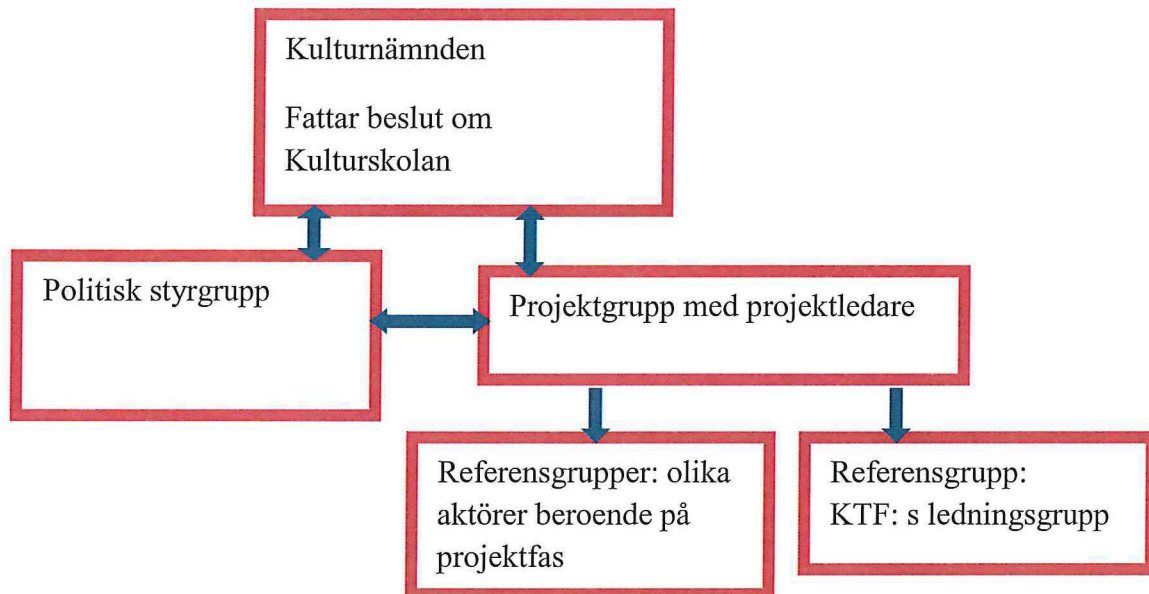 Kulturnämnden
Fattar beslut om
Kulturskolan
Politisk styrgrupp
Projektgrupp med projektledare
Referensgrupper: olika
aktörer beroende på
projektfas
Referensgrupp:
KTF: s ledningsgrupp